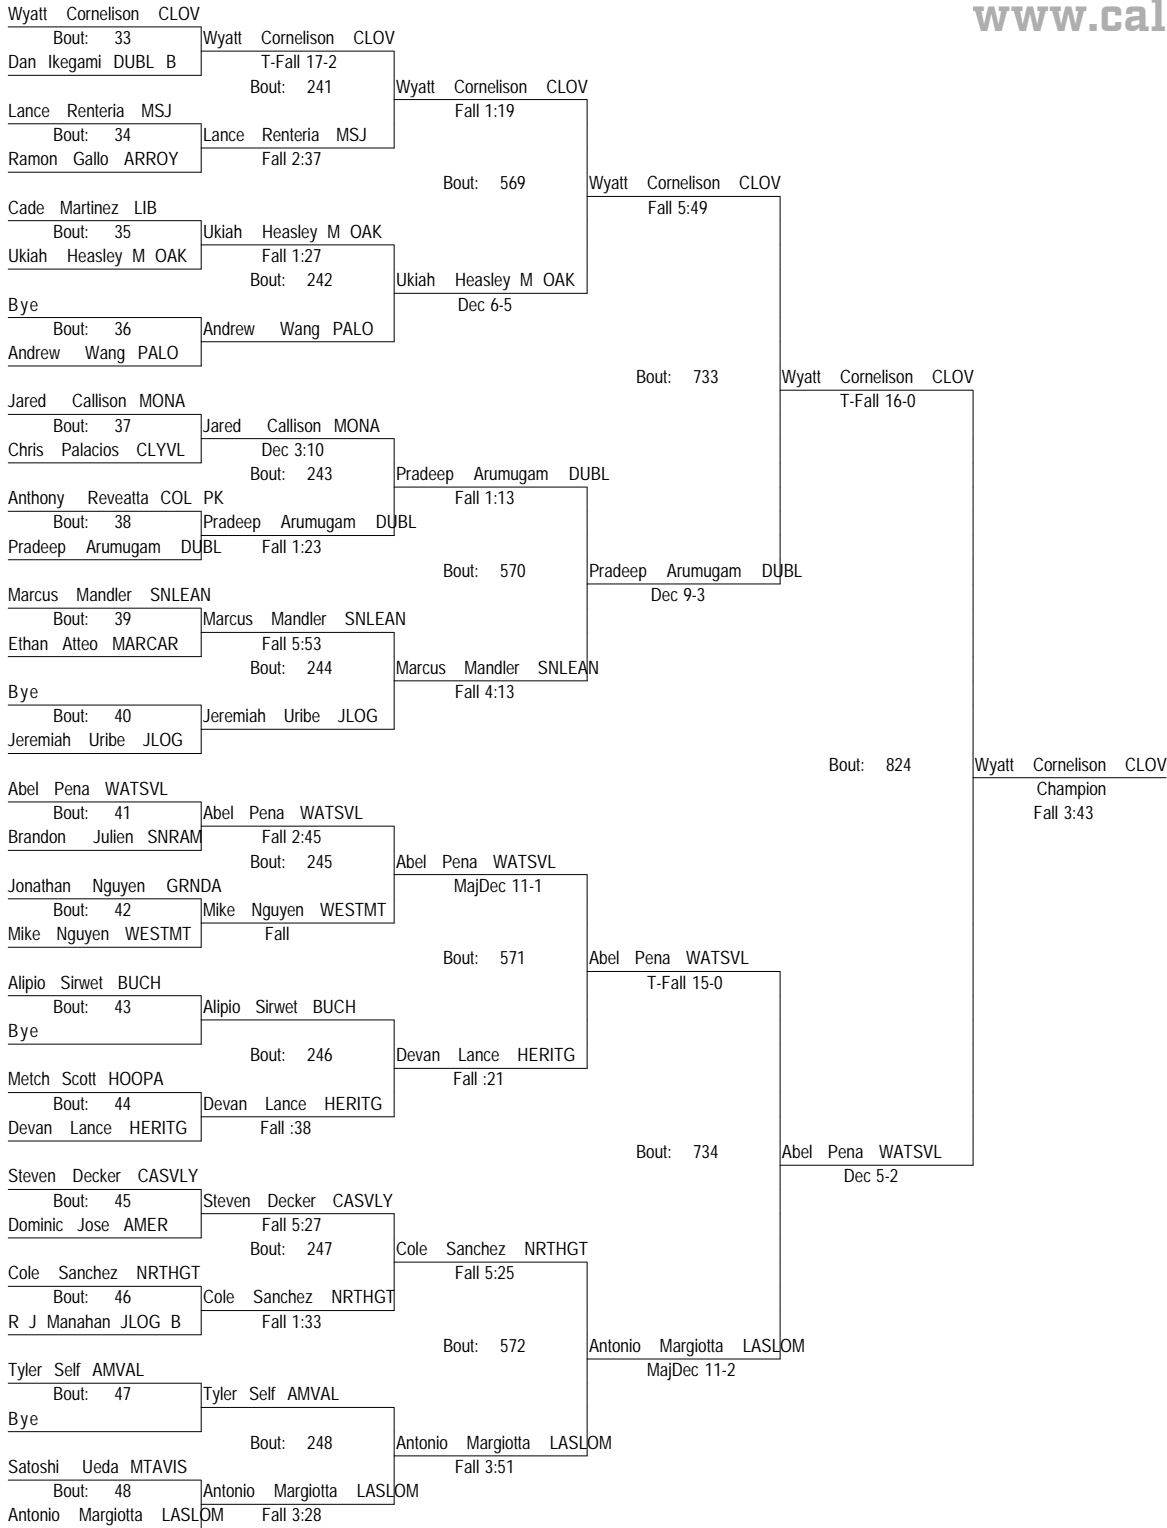 www.cal
Wyatt Cornelison CLOV
Bout: 33
Dan Ikegami DUBL B
Wyatt Cornelison CLOV
T-Fall 17-2
Bout: 241
Lance Renteria MSJ
Bout: 34
Ramon Gallo ARROY
Lance Renteria MSJ
Fall 2:37
Wyatt Cornelison CLOV
Fall 1:19
Bout: 569
Cade Martinez LIB
Bout: 35
Ukiah Heasley M OAK
Ukiah Heasley M OAK
Fall 1:27
Bout: 242
Bye
Bout: 36
Andrew Wang PALO
Andrew Wang PALO
Ukiah Heasley M OAK
Dec 6-5
Wyatt Cornelison CLOV
Fall 5:49
Bout: 733
Jared Callison MONA
Bout: 37
Chris Palacios CLYVL
Jared Callison MONA
Dec 3:10
Bout: 243
Anthony Reveatta COL PK
Bout: 38
Pradeep Arumugam DUBL
Pradeep Arumugam DUBL
Fall 1:23
Pradeep Arumugam DUBL
Fall 1:13
Bout: 570
Marcus Mandler SNLEAN
Bout: 39
Ethan Atteo MARCAR
Marcus Mandler SNLEAN
Fall 5:53
Bout: 244
Bye
Bout: 40
Jeremiah Uribe JLOG
Jeremiah Uribe JLOG
Marcus Mandler SNLEAN
Fall 4:13
Pradeep Arumugam DUBL
Dec 9-3
Wyatt Cornelison CLOV
T-Fall 16-0
Bout: 824
Wyatt Cornelison CLOV
Champion
Fall 3:43
Abel Pena WATSVL
Bout: 41
Brandon Julien SNRAM
Abel Pena WATSVL
Fall 2:45
Bout: 245
Jonathan Nguyen GRNDA
Bout: 42
Mike Nguyen WESTMT
Mike Nguyen WESTMT
Fall
Abel Pena WATSVL
MajDec 11-1
Bout: 571
Alipio Sirwet BUCH
Bout: 43
Bye
Alipio Sirwet BUCH
Bout: 246
Metch Scott HOOPA
Bout: 44
Devan Lance HERITG
Devan Lance HERITG
Fall :38
Devan Lance HERITG
Fall :21
Abel Pena WATSVL
T-Fall 15-0
Bout: 734
Abel Pena WATSVL
Dec 5-2
Steven Decker CASVLY
Bout: 45
Dominic Jose AMER
Steven Decker CASVLY
Fall 5:27
Bout: 247
Cole Sanchez NRTHGT
Bout: 46
R J Manahan JLOG B
Cole Sanchez NRTHGT
Fall 1:33
Cole Sanchez NRTHGT
Fall 5:25
Bout: 572
Antonio Margiotta LASLOM
MajDec 11-2
Tyler Self AMVAL
Bout: 47
Bye
Tyler Self AMVAL
Bout: 248
Satoshi Ueda MTAVIS
Bout: 48
Antonio Margiotta LASLOM
Antonio Margiotta LASLOM
Fall 3:28
Antonio Margiotta LASLOM
Fall 3:51